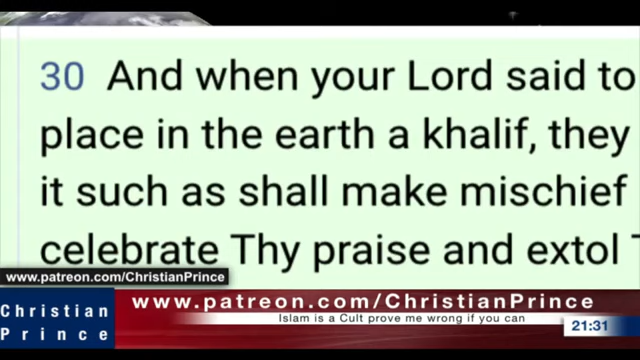 30 And when your Lord said to
place in the earth a khalif, they
it such as shall make mischief
celebrate Thy praise and extol
www.patreon.com/ChristianPrince
www.patreon.com/ChristianPrince
Christian
Prince
Islam is a Cult prove me wrong if you can
21:31